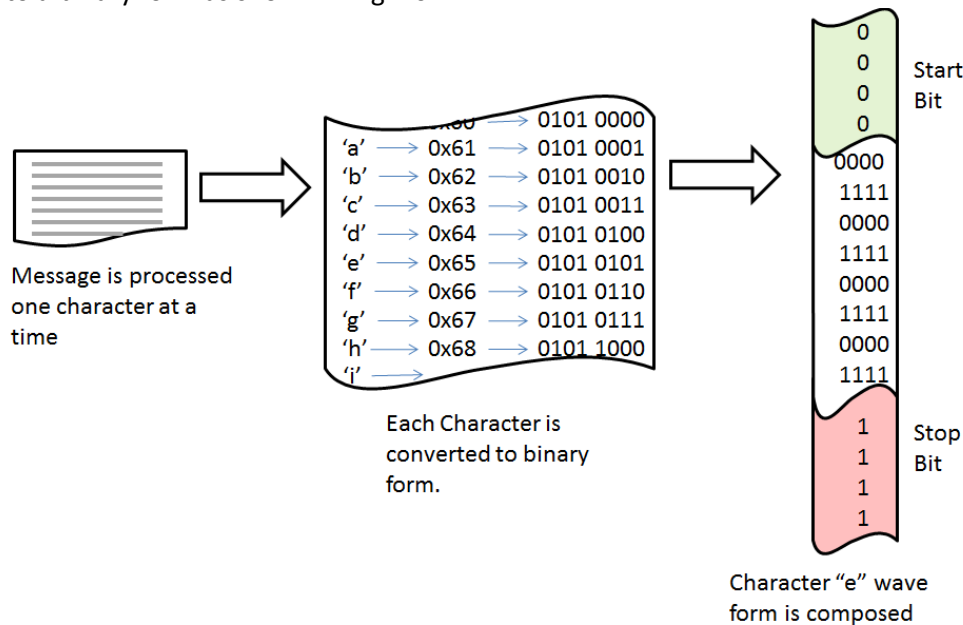 0
0
0
0
Start
Bit
0x60 → 0101 0000
'a' → 0x61 → 0101 0001
'b' → 0x62 → 0101 0010
'c' → 0x63 → 0101 0011
'd' → 0x64 → 0101 0100
'e' → 0x65 → 0101 0101
'f' → 0x66 → 0101 0110
'g' → 0x67 → 0101 0111
'h' → 0x68 → 0101 1000
'i' →
Message is processed
one character at a
time
Each Character is
converted to binary
form.
0000
1111
0000
1111
0000
1111
0000
1111
1
1
1
1
Stop
Bit
Character “e” wave
form is composed